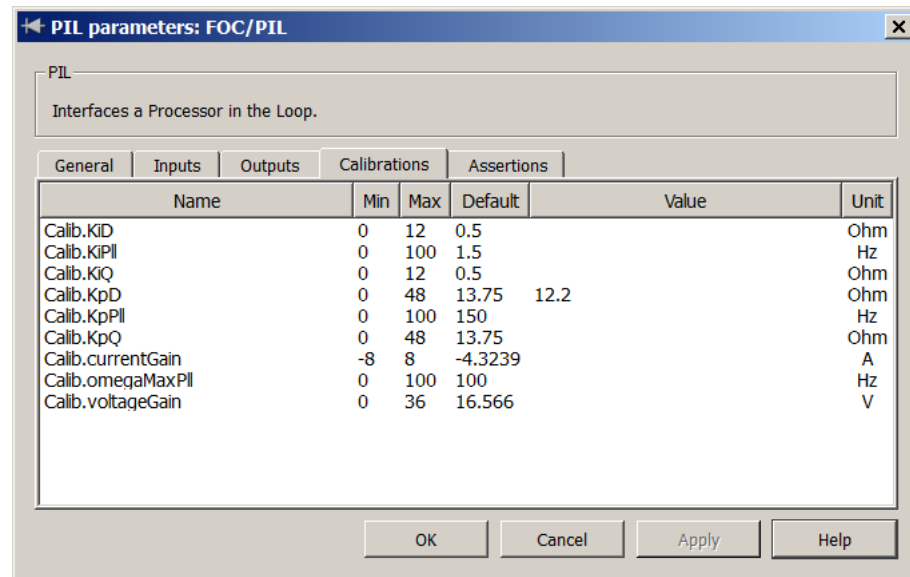 PIL parameters: FOC/PIL
PIL
Interfaces a Processor in the Loop.
General Inputs Outputs Calibrations Assertions
Name Min Max Default Value Unit
Calib.KiD 0 12 0.5 Ohm
Calib.KiPll 0 100 1.5 Hz
Calib.KiQ 0 12 0.5 Ohm
Calib.KpD 0 48 13.75 12.2 Ohm
Calib.KpPll 0 100 150 Hz
Calib.KpQ 0 48 13.75 Ohm
Calib.currentGain -8 8 -4.3239 A
Calib.omegaMaxPll 0 100 100 Hz
Calib.voltageGain 0 36 16.566 V
OK Cancel Apply Help